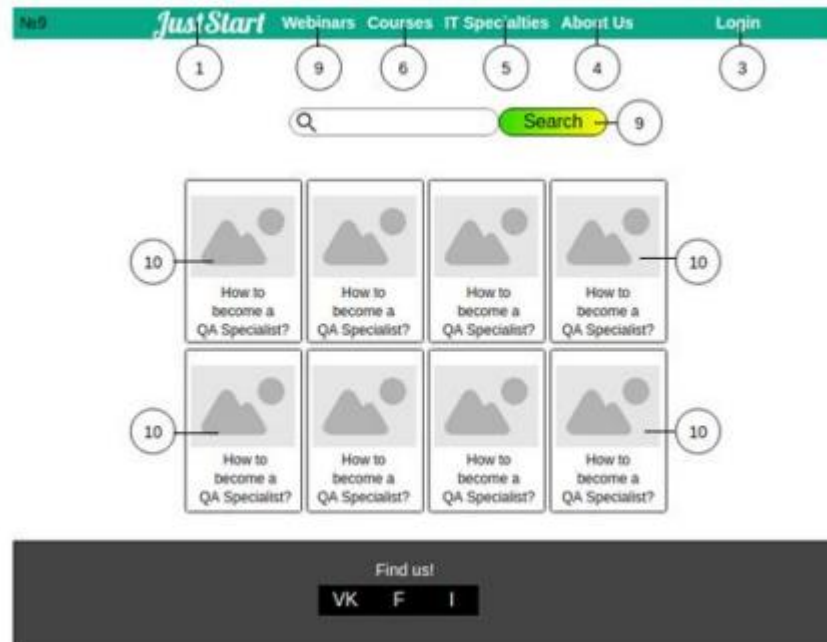 №9 JustStart Webinars Courses IT Specialties About Us Login
1 9 6 5 4 3
Search 9
10 10
How to How to How to How to
become a become a become a become a
QA Specialist? QA Specialist? QA Specialist? QA Specialist?
10 10
How to How to How to How to
become a become a become a become a
QA Specialist? QA Specialist? QA Specialist? QA Specialist?
Find us!
VK F I